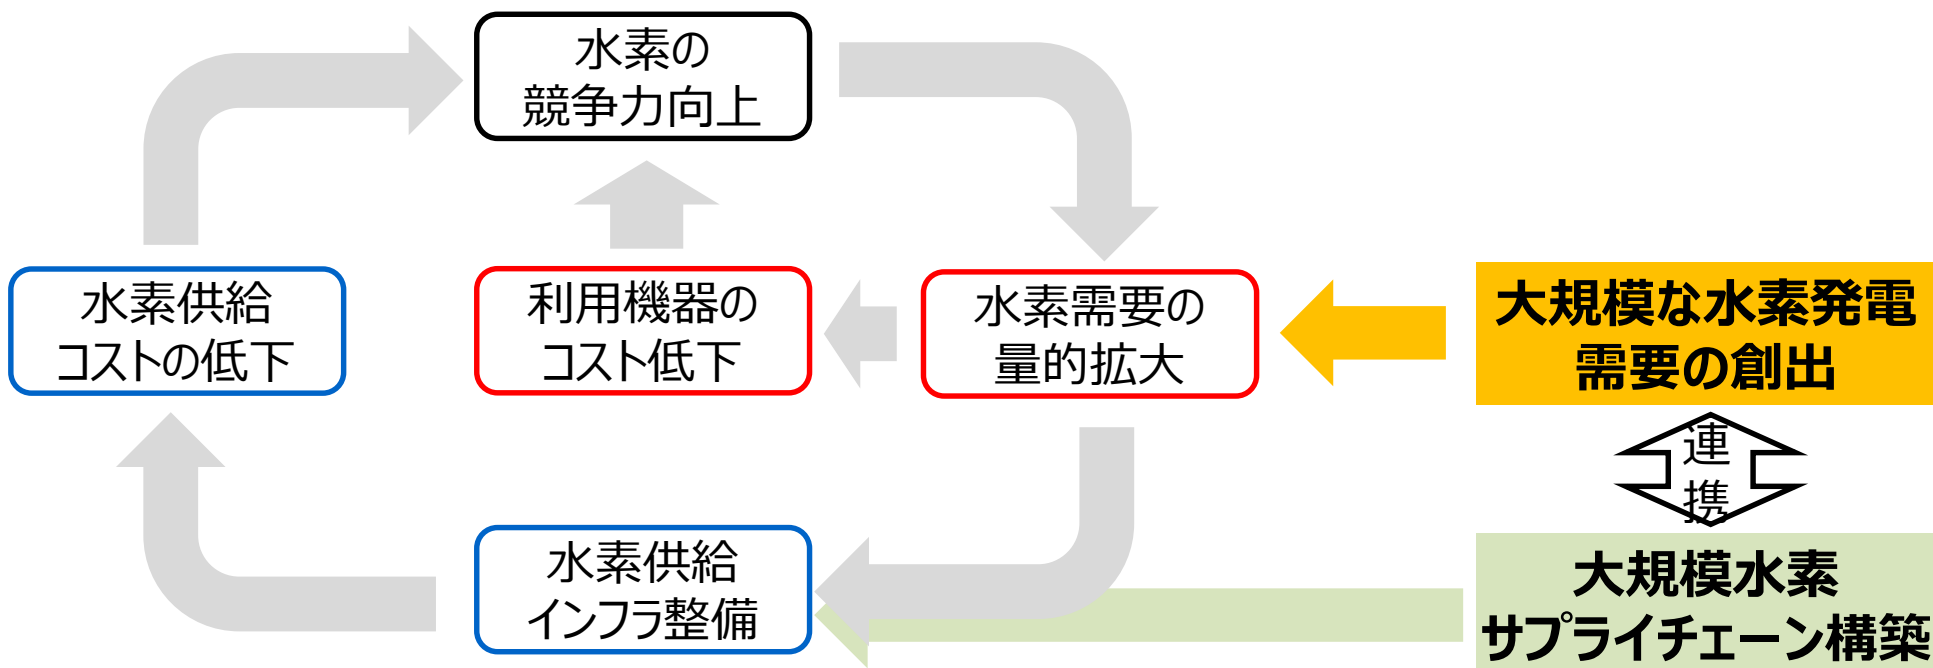 水素の
競争力向上
水素供給
コストの低下
利用機器の
コスト低下
水素需要の
量的拡大
大規模な水素発電
需要の創出
連
携
水素供給
インフラ整備
大規模水素
サプライチェーン構築